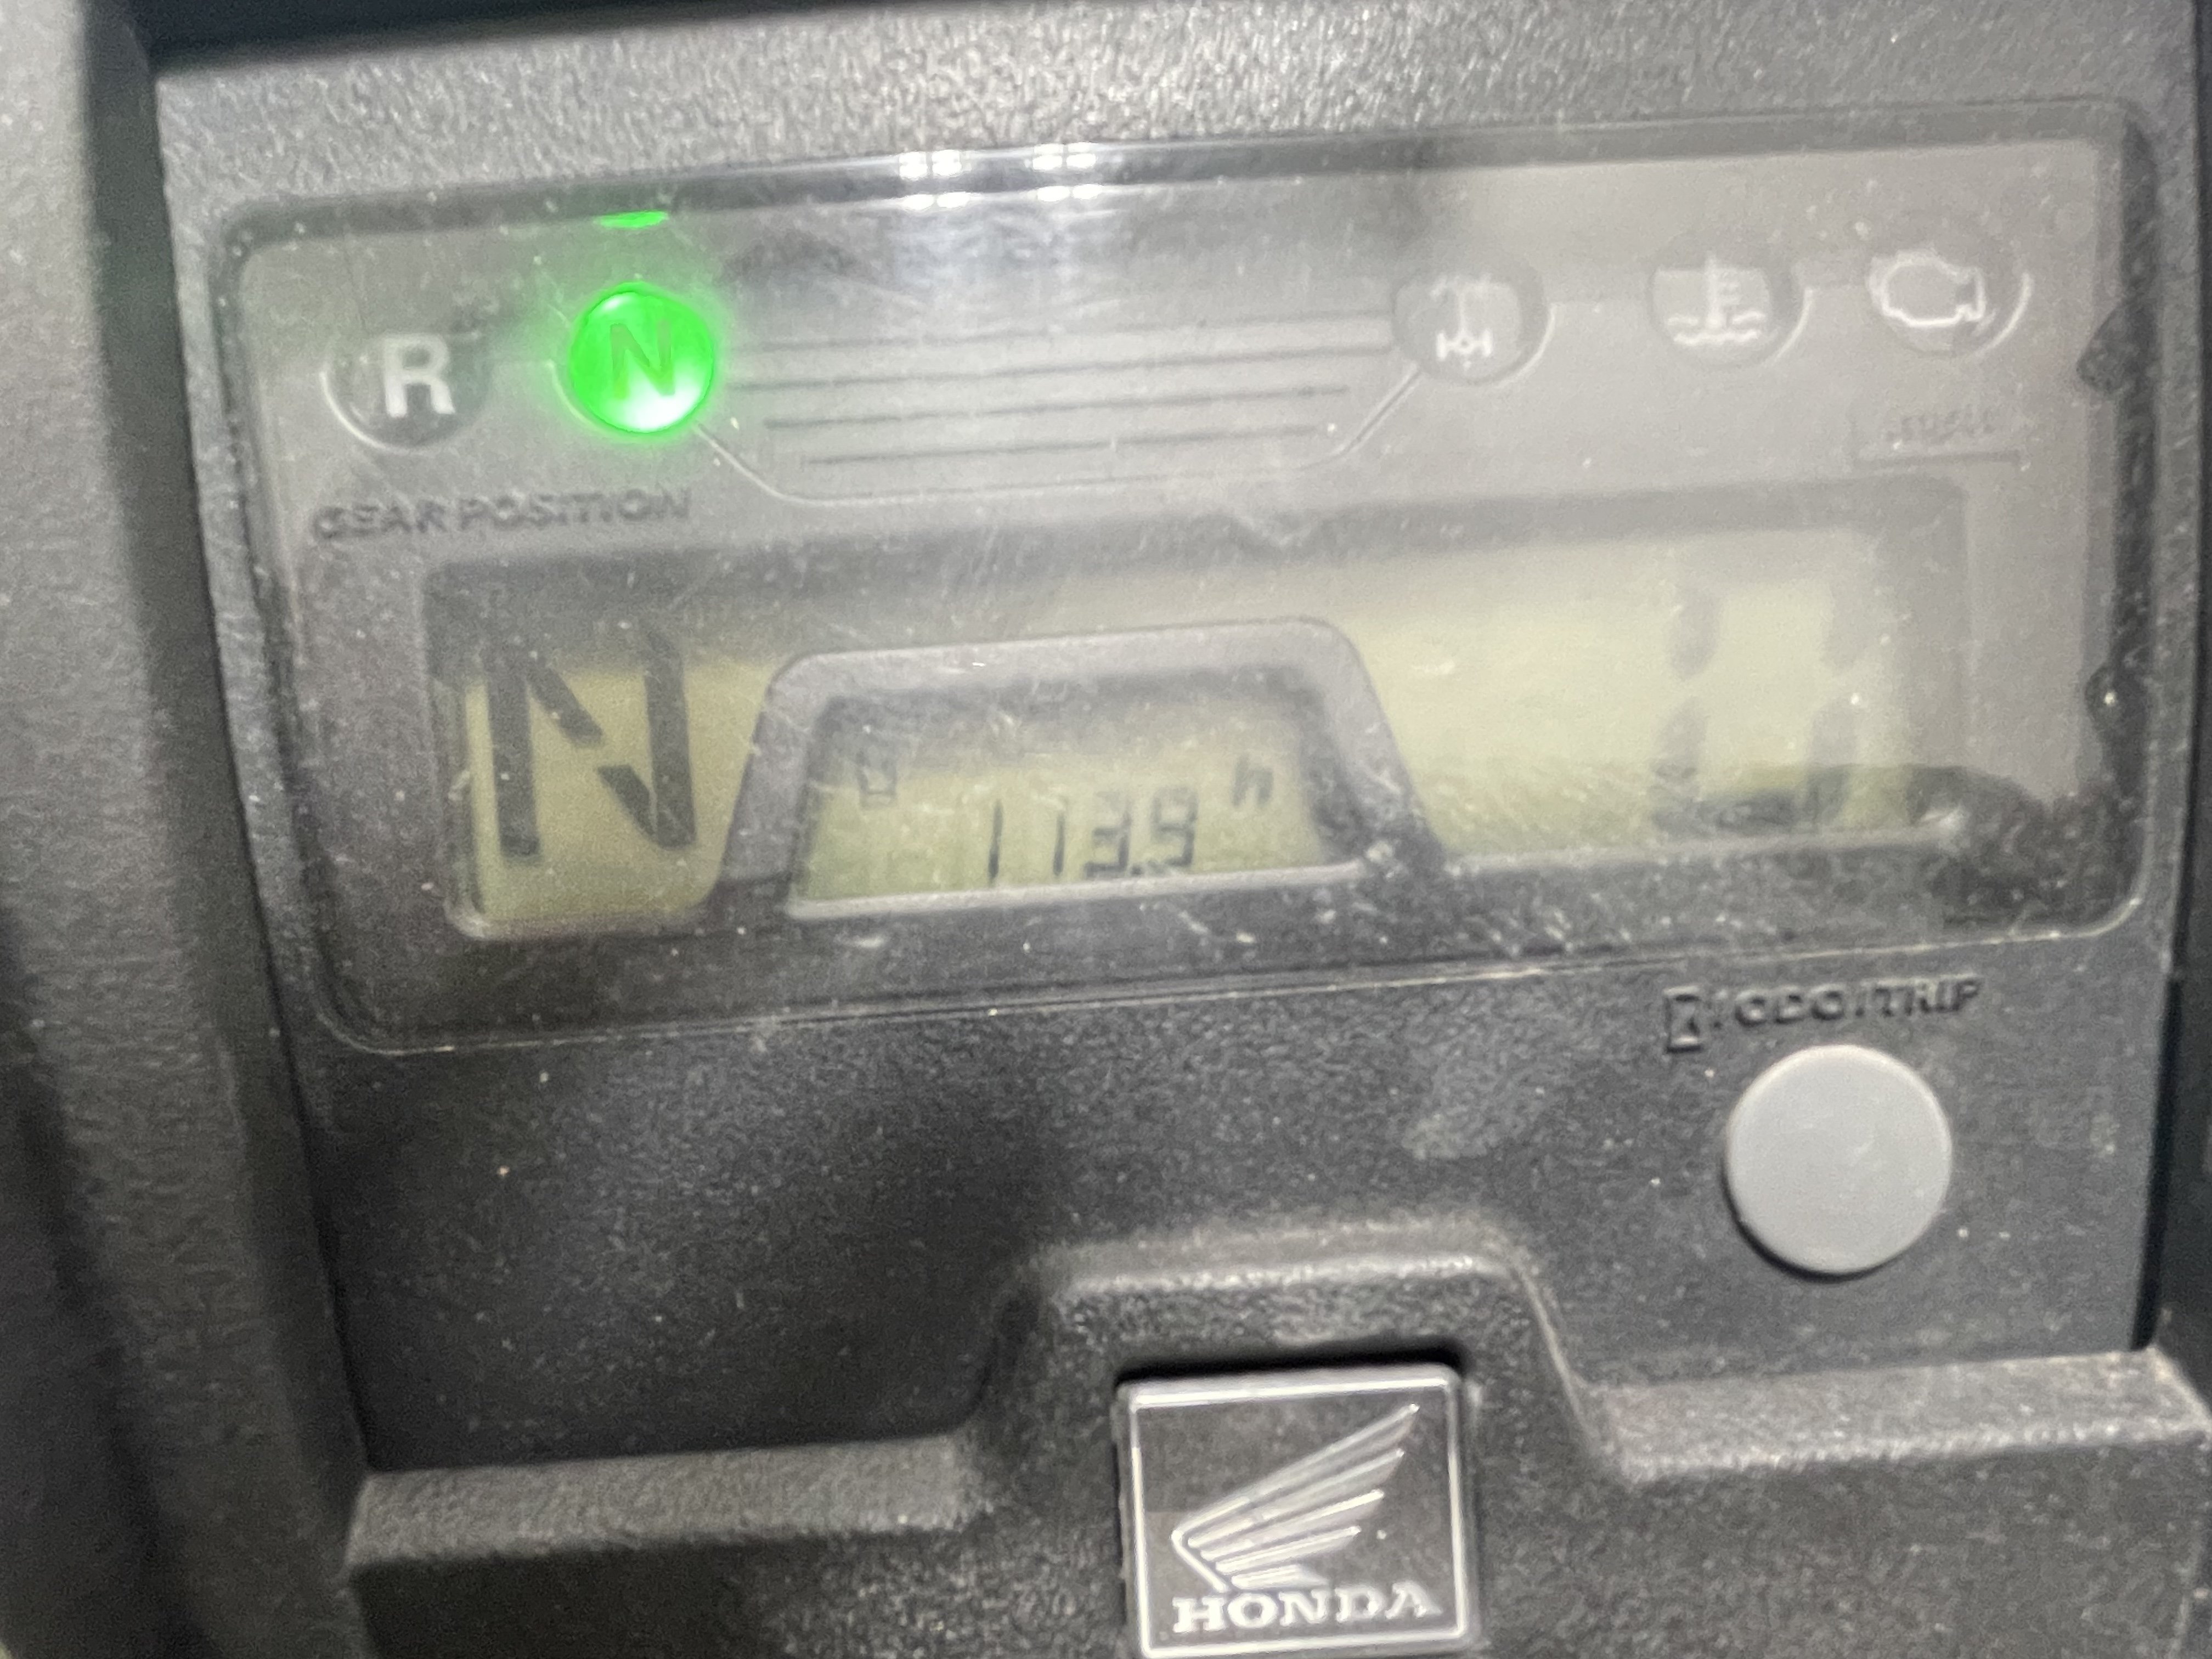 R N
GEAR POSITION
N
h
113.9
/ODO/TRIP
HONDA